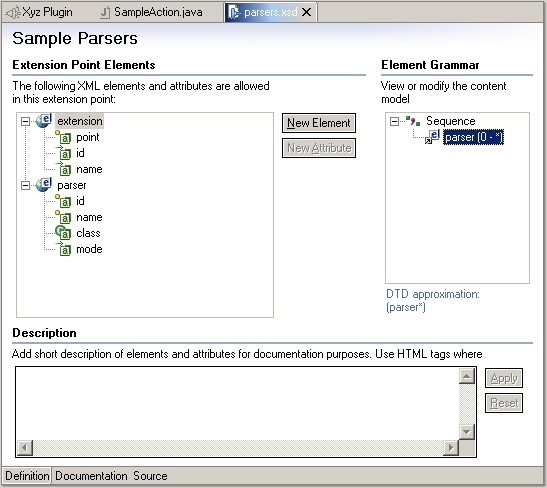 Xyz Plugin SampleAction.java parsers.xsd
Sample Parsers
Extension Point Elements
The following XML elements and attributes are allowed
in this extension point:
extension
point
id
name
parser
id
name
class
mode
New Element
New Attribute
Element Grammar
View or modify the content
model
Sequence
parser (0 - *)
DTD approximation:
(parser*)
Description
Add short description of elements and attributes for documentation purposes. Use HTML tags where
Apply
Reset
Definition Documentation Source